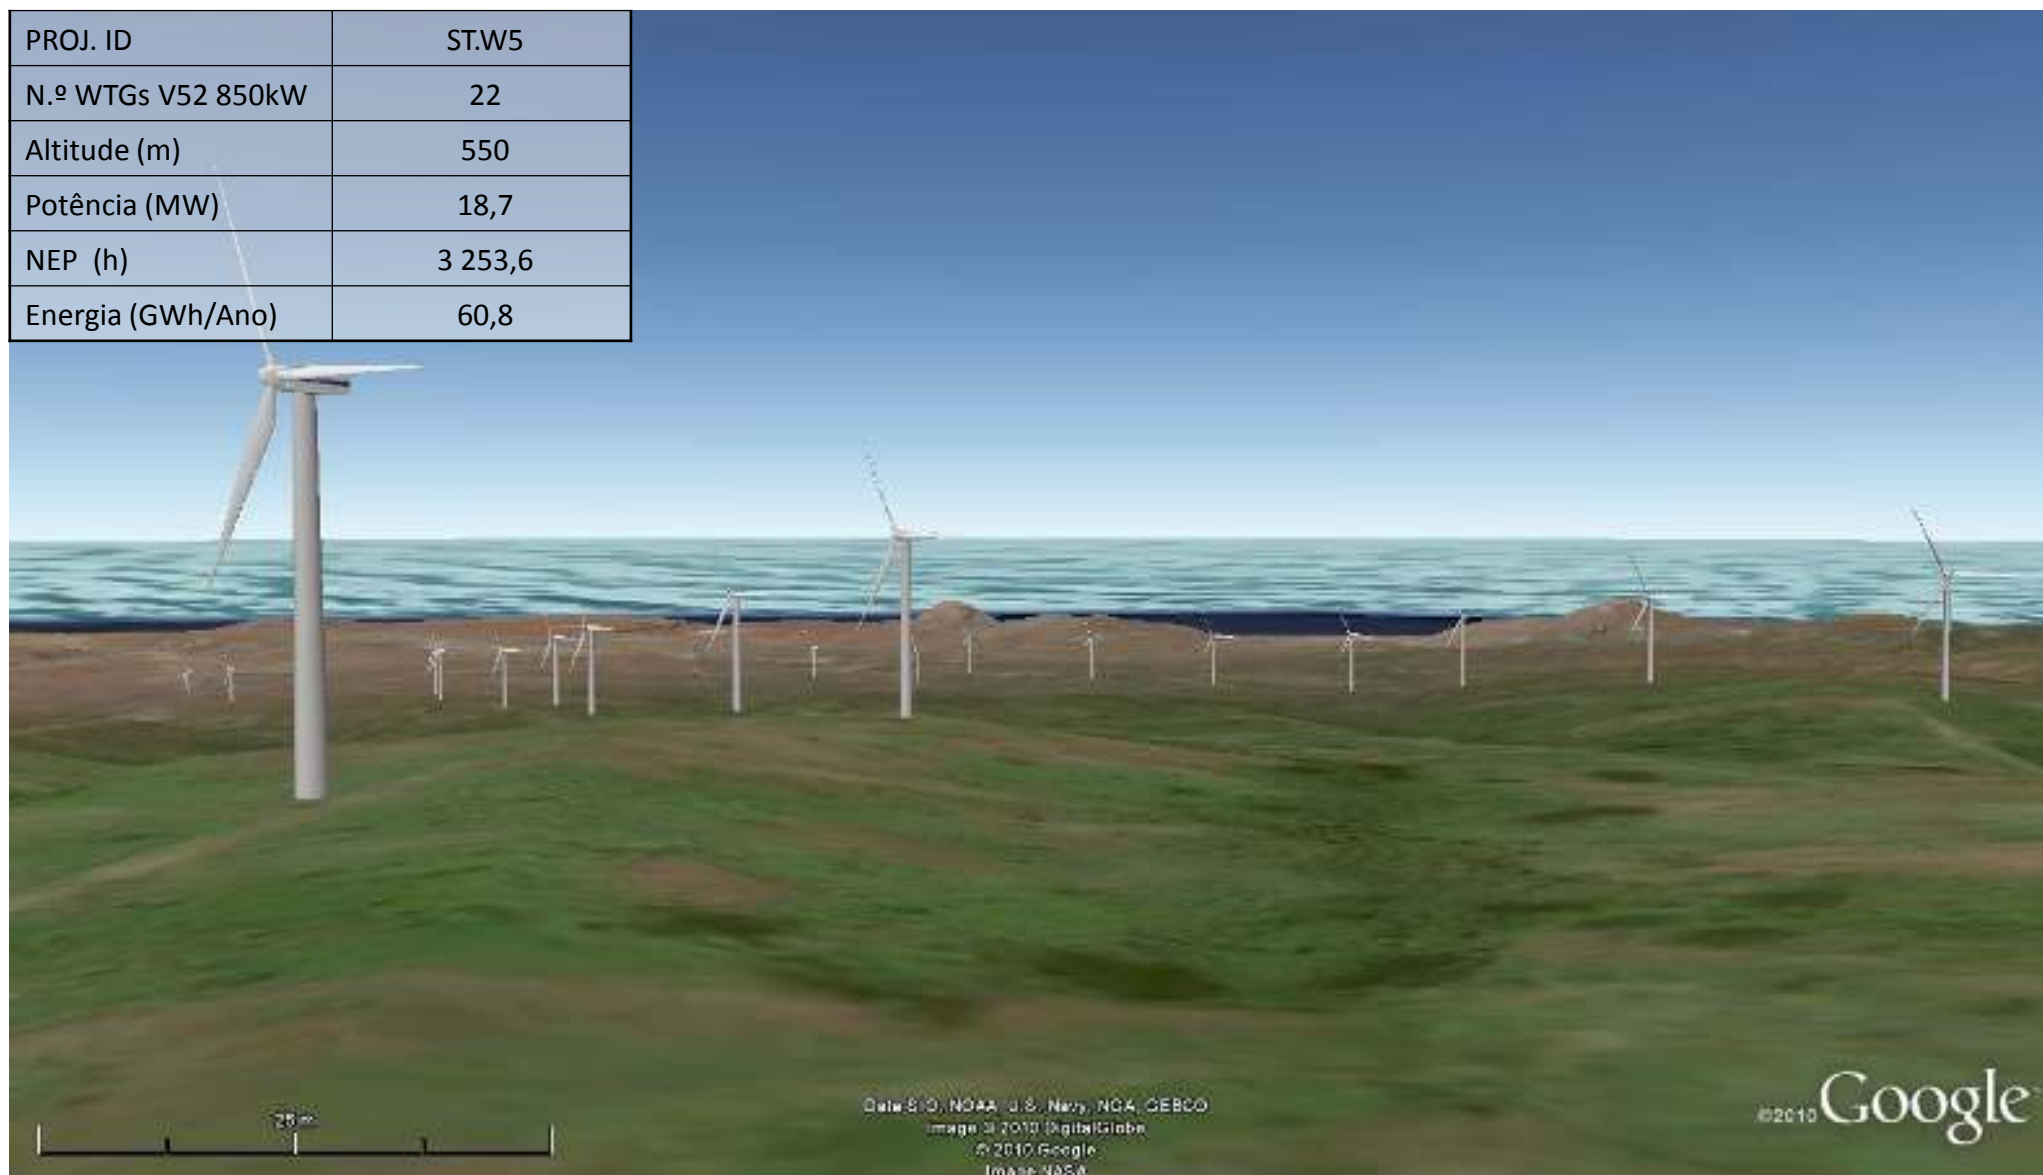 PROJ. ID ST.W5
N.º WTGs V52 850kW 22
Altitude (m) 550
Potência (MW) 18,7
NEP (h) 3 253,6
Energia (GWh/Ano) 60,8
25 m
Data SIO, NOAA, U.S. Navy, NGA, GEBCO
Image © 2010 DigitalGlobe
© 2010 Google
Image NASA
©2010 Google